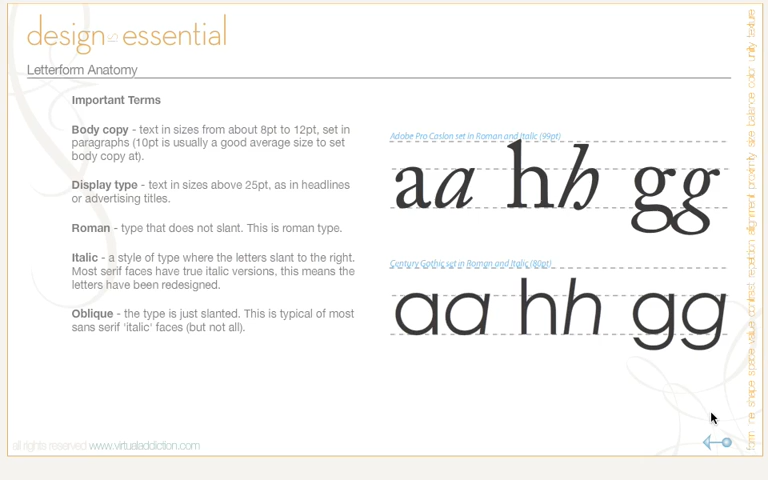 design is essential
Letterform Anatomy
Important Terms
Body copy - text in sizes from about 8pt to 12pt, set in
paragraphs (10pt is usually a good average size to set
body copy at).
Display type - text in sizes above 25pt, as in headlines
or advertising titles.
Roman - type that does not slant. This is roman type.
Italic - a style of type where the letters slant to the right.
Most serif faces have true italic versions, this means the
letters have been redesigned.
Oblique - the type is just slanted. This is typical of most
sans serif 'italic' faces (but not all).
Adobe Pro Caslon set in Roman and Italic (99pt)
aa hh gg
Century Gothic set in Roman and Italic (80pt)
aa hh gg
form line shape space value contrast repetition alignment proximity size balance color unity texture
all rights reserved www.virtualaddiction.com